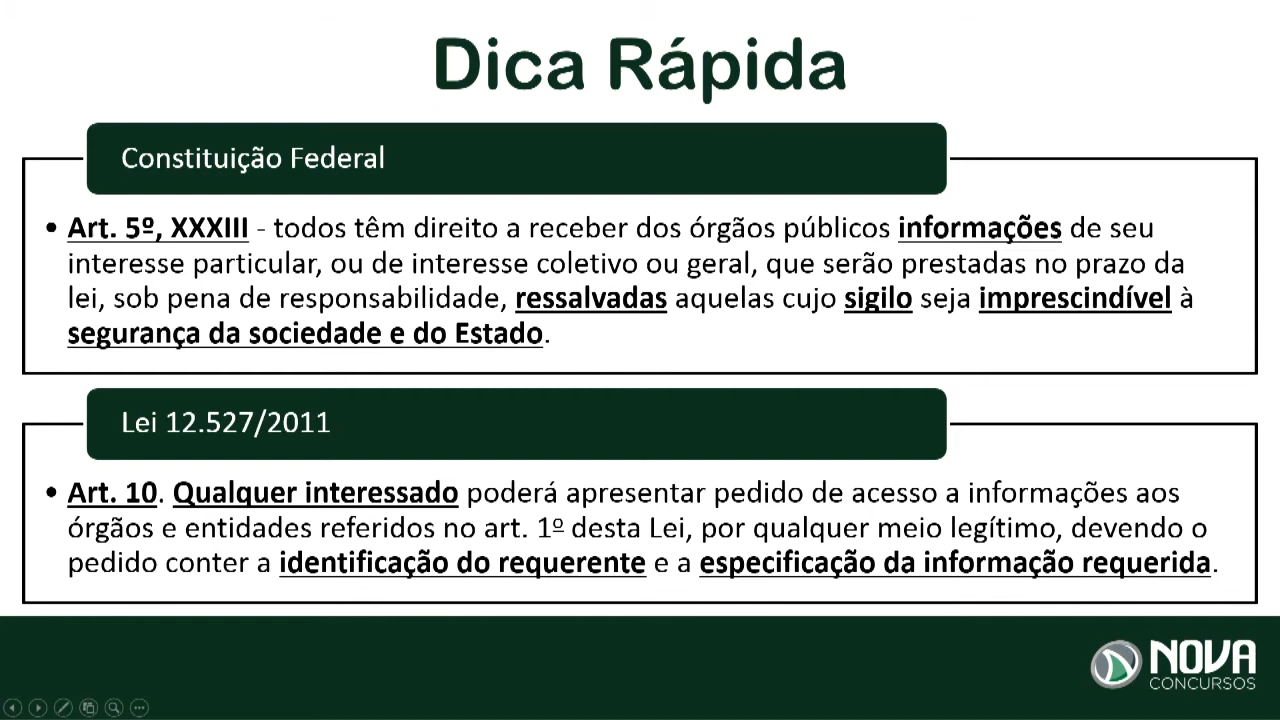 Dica Rápida
Constituição Federal
• Art. 5º, XXXIII - todos têm direito a receber dos órgãos públicos informações de seu
interesse particular, ou de interesse coletivo ou geral, que serão prestadas no prazo da
lei, sob pena de responsabilidade, ressalvadas aquelas cujo sigilo seja imprescindível à
segurança da sociedade e do Estado.
Lei 12.527/2011
• Art. 10. Qualquer interessado poderá apresentar pedido de acesso a informações aos
órgãos e entidades referidos no art. 1º desta Lei, por qualquer meio legítimo, devendo o
pedido conter a identificação do requerente e a especificação da informação requerida.
NOVA
CONCURSOS